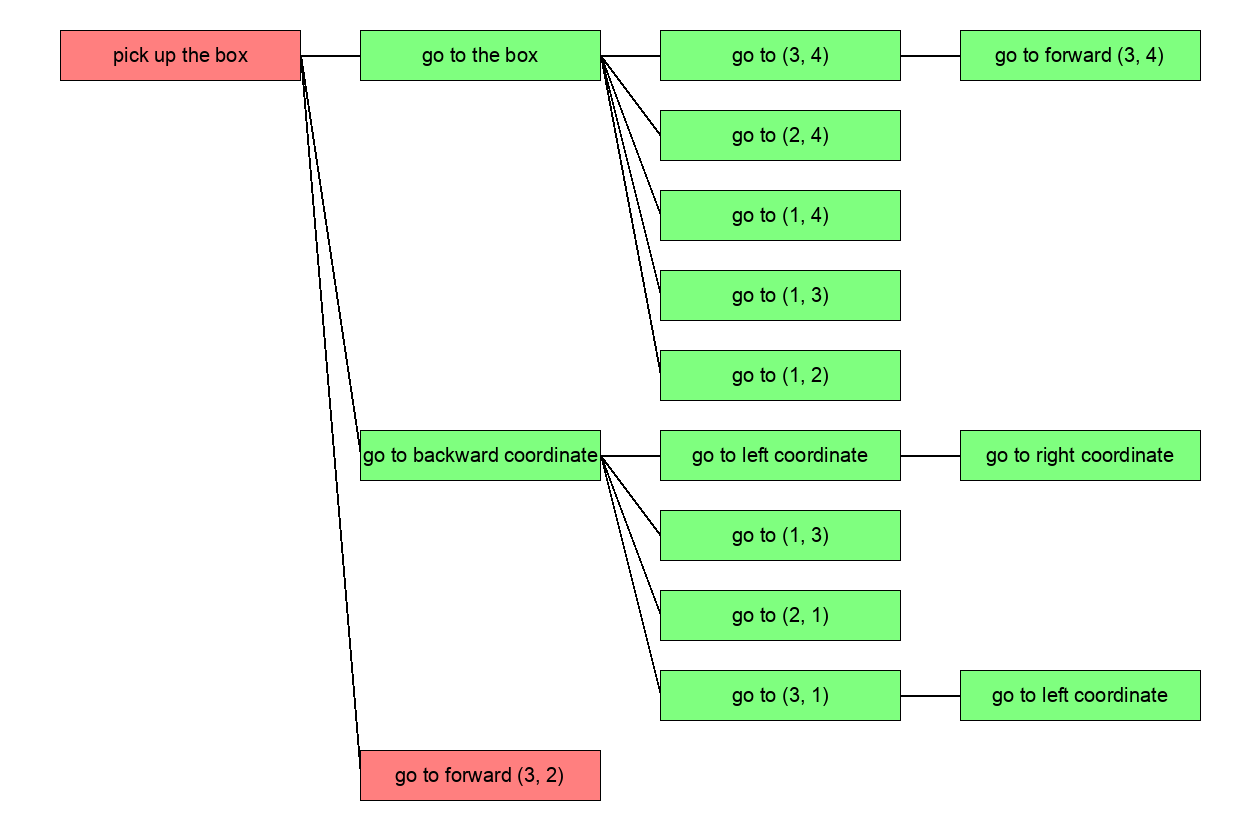 pick up the box
go to the box
go to (3, 4)
go to forward (3, 4)
go to (2, 4)
go to (1, 4)
go to (1, 3)
go to (1, 2)
go to backward coordinate
go to left coordinate
go to right coordinate
go to (1, 3)
go to (2, 1)
go to (3, 1)
go to left coordinate
go to forward (3, 2)